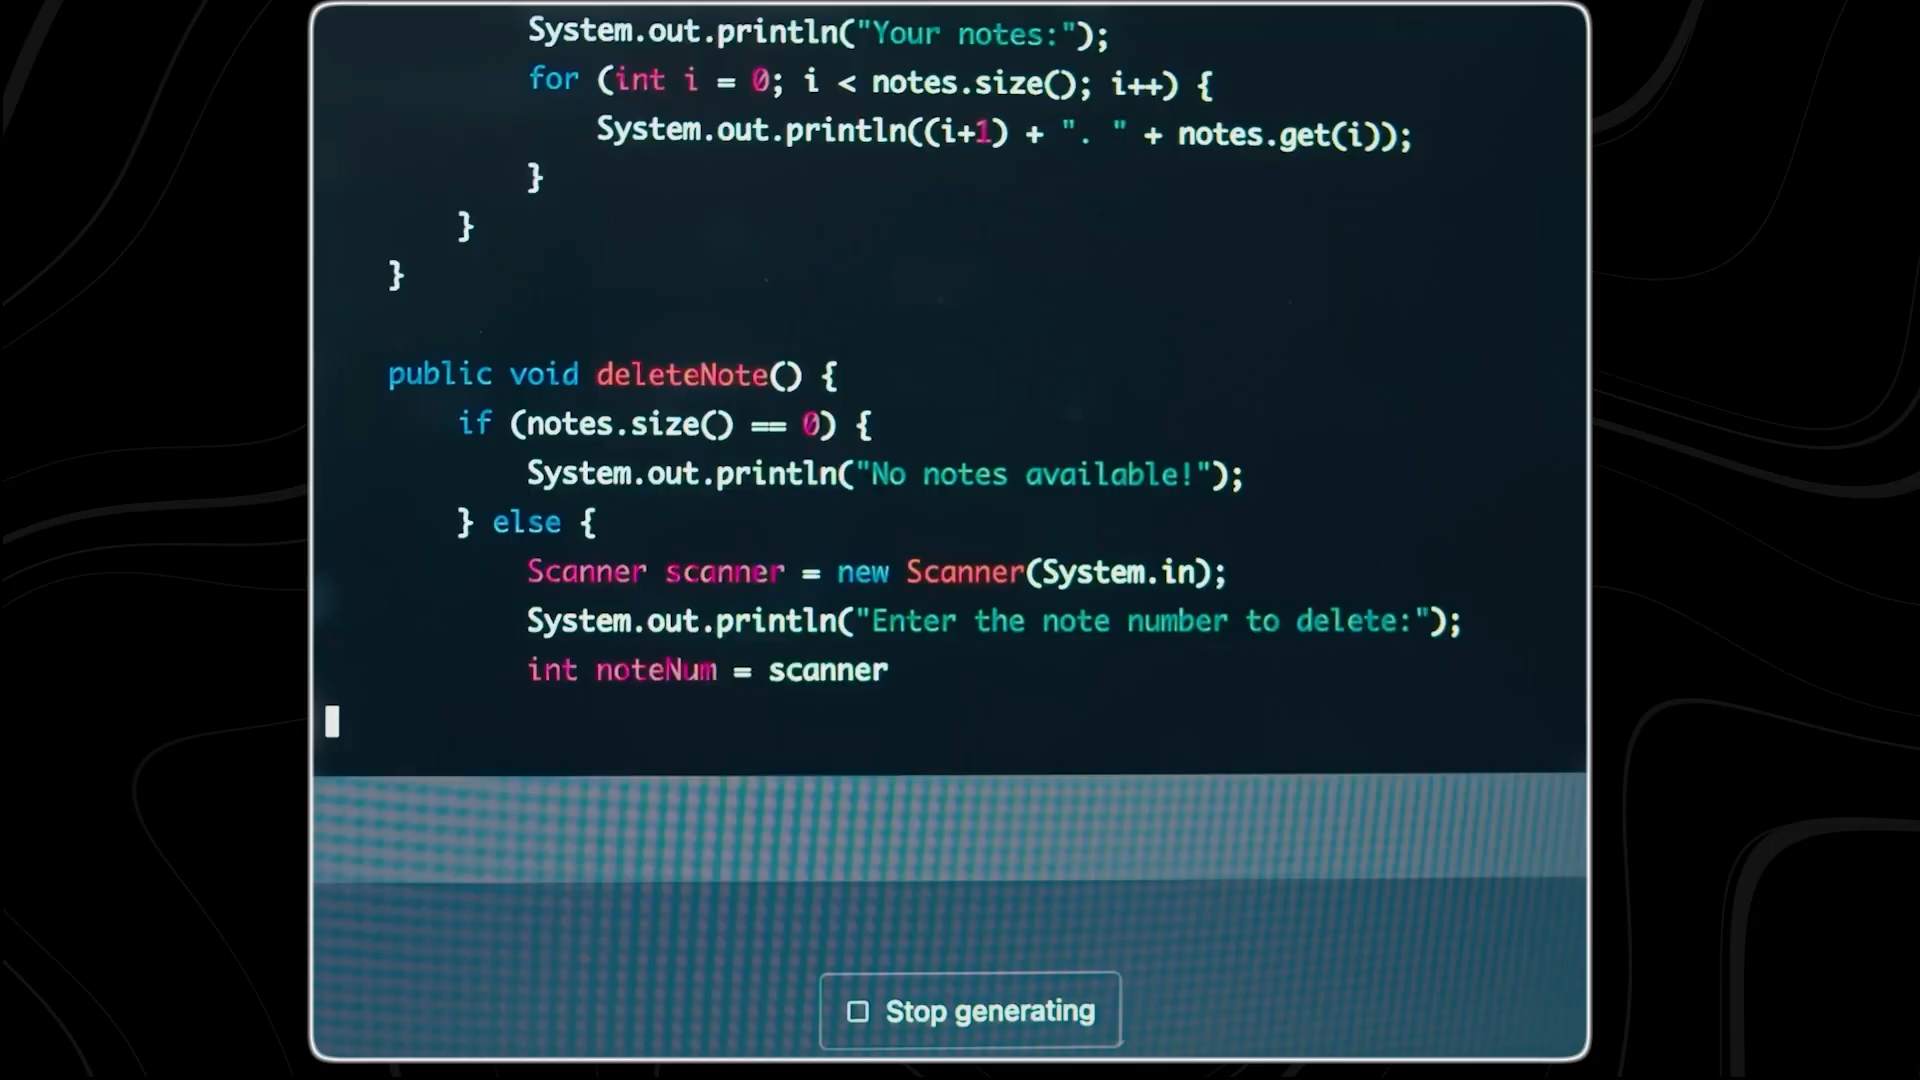 System.out.println("Your notes:");
for (int i = 0; i < notes.size(); i++) {
System.out.println((i+1) + ". " + notes.get(i));
}
}
}
public void deleteNote() {
if (notes.size() == 0) {
System.out.println("No notes available!");
} else {
Scanner scanner = new Scanner(System.in);
System.out.println("Enter the note number to delete:");
int noteNum = scanner
Stop generating